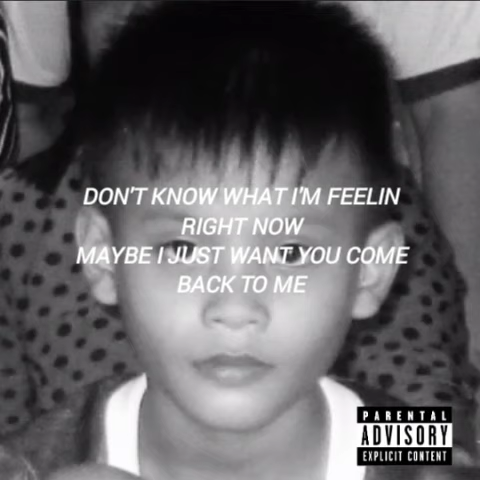 DON'T KNOW WHAT I'M FEELIN
RIGHT NOW
MAYBE I JUST WANT YOU COME
BACK TO ME
PARENTAL
ADVISORY
EXPLICIT CONTENT